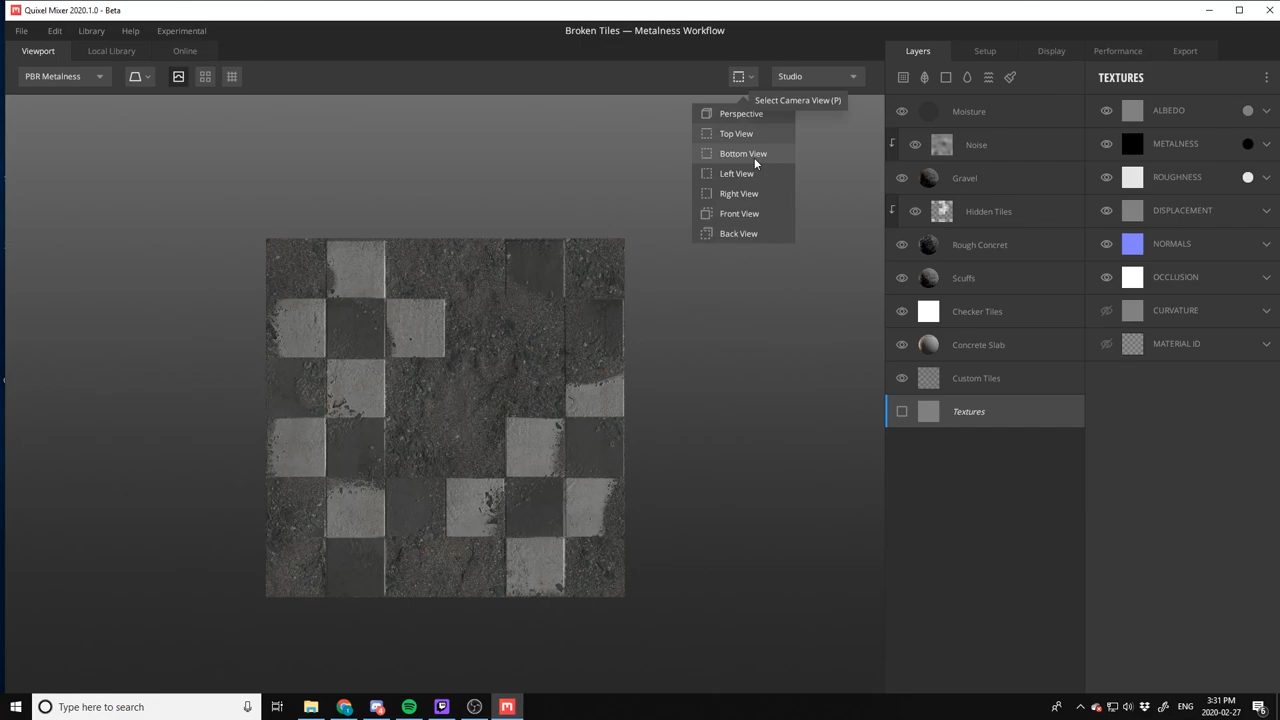 Quixel Mixer 2020.1.0 - Beta
File Edit Library Help Experimental Broken Tiles — Metalness Workflow
Viewport Local Library Online Layers Setup Display Performance Export
PBR Metalness Studio TEXTURES
Select Camera View (P)
Perspective
Top View
Bottom View
Left View
Right View
Front View
Back View
Moisture
Noise
Gravel
Hidden Tiles
Rough Concret
Scuffs
Checker Tiles
Concrete Slab
Custom Tiles
Textures
ALBEDO
METALNESS
ROUGHNESS
DISPLACEMENT
NORMALS
OCCLUSION
CURVATURE
MATERIAL ID
Type here to search ENG 3:31 PM
2020-02-27